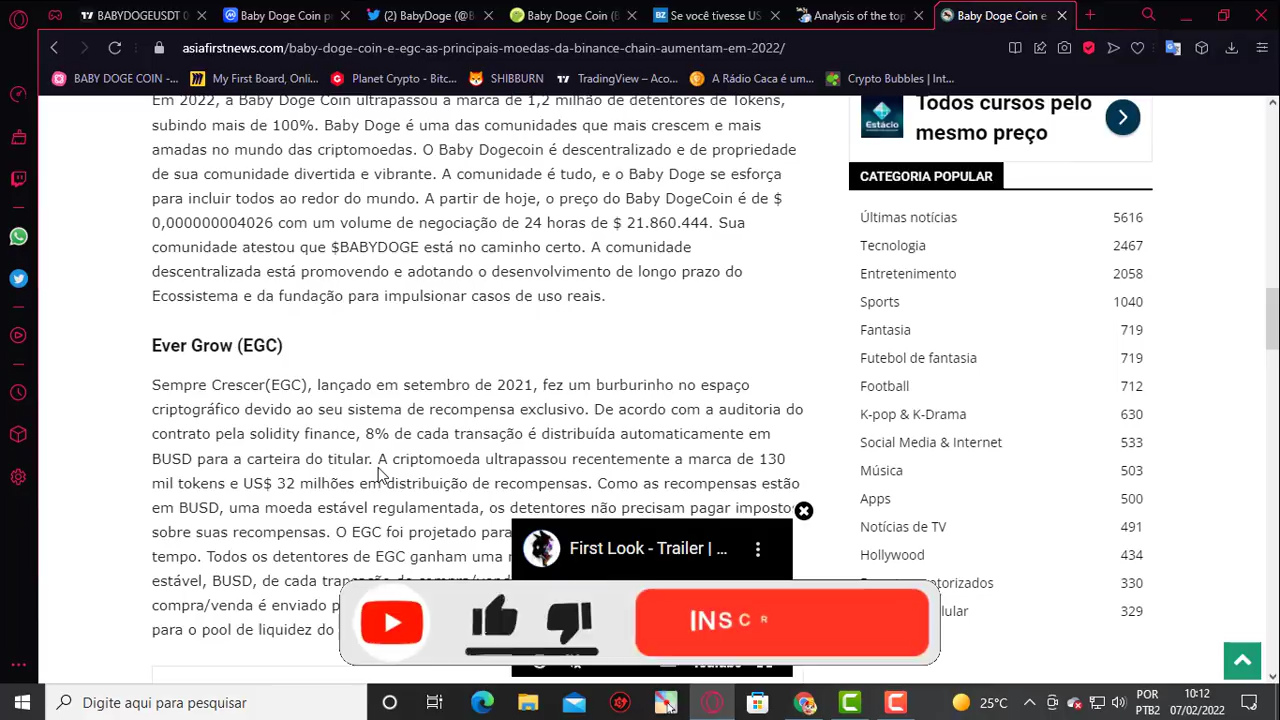 BABYDOGEUSDT 0
Baby Doge Coin pr
(2) BabyDoge (@B
Baby Doge Coin (B
Se você tivesse US
Analysis of the top
Baby Doge Coin e
asiafirstnews.com/baby-doge-coin-e-egc-as-principais-moedas-da-binance-chain-aumentam-em-2022/
BABY DOGE COIN -...
My First Board, Onli...
Planet Crypto - Bitc...
SHIBBURN
TradingView – Aco...
A Rádio Caca é um...
Crypto Bubbles | Int...
Em 2022, a Baby Doge Coin ultrapassou a marca de 1,2 milhão de detentores de Tokens,
subindo mais de 100%. Baby Doge é uma das comunidades que mais crescem e mais
amadas no mundo das criptomoedas. O Baby Dogecoin é descentralizado e de propriedade
de sua comunidade divertida e vibrante. A comunidade é tudo, e o Baby Doge se esforça
para incluir todos ao redor do mundo. A partir de hoje, o preço do Baby DogeCoin é de $
0,000000004026 com um volume de negociação de 24 horas de $ 21.860.444. Sua
comunidade atestou que $BABYDOGE está no caminho certo. A comunidade
descentralizada está promovendo e adotando o desenvolvimento de longo prazo do
Ecossistema e da fundação para impulsionar casos de uso reais.
Ever Grow (EGC)
Sempre Crescer(EGC), lançado em setembro de 2021, fez um burburinho no espaço
criptográfico devido ao seu sistema de recompensa exclusivo. De acordo com a auditoria do
contrato pela solidity finance, 8% de cada transação é distribuída automaticamente em
BUSD para a carteira do titular. A criptomoeda ultrapassou recentemente a marca de 130
mil tokens e US$ 32 milhões em distribuição de recompensas. Como as recompensas estão
em BUSD, uma moeda estável regulamentada, os detentores não precisam pagar impostos
sobre suas recompensas. O EGC foi projetado para
tempo. Todos os detentores de EGC ganham uma
estável, BUSD, de cada transação de compra/vend
compra/venda é enviado p
para o pool de liquidez do
Estácio
Todos cursos pelo
mesmo preço
CATEGORIA POPULAR
Últimas notícias 5616
Tecnologia 2467
Entretenimento 2058
Sports 1040
Fantasia 719
Futebol de fantasia 719
Football 712
K-pop & K-Drama 630
Social Media & Internet 533
Música 503
Apps 500
Notícias de TV 491
Hollywood 434
otorizados 330
lular 329
First Look - Trailer | ...
INSCR
Digite aqui para pesquisar
25°C
POR
PTB2
10:12
07/02/2022